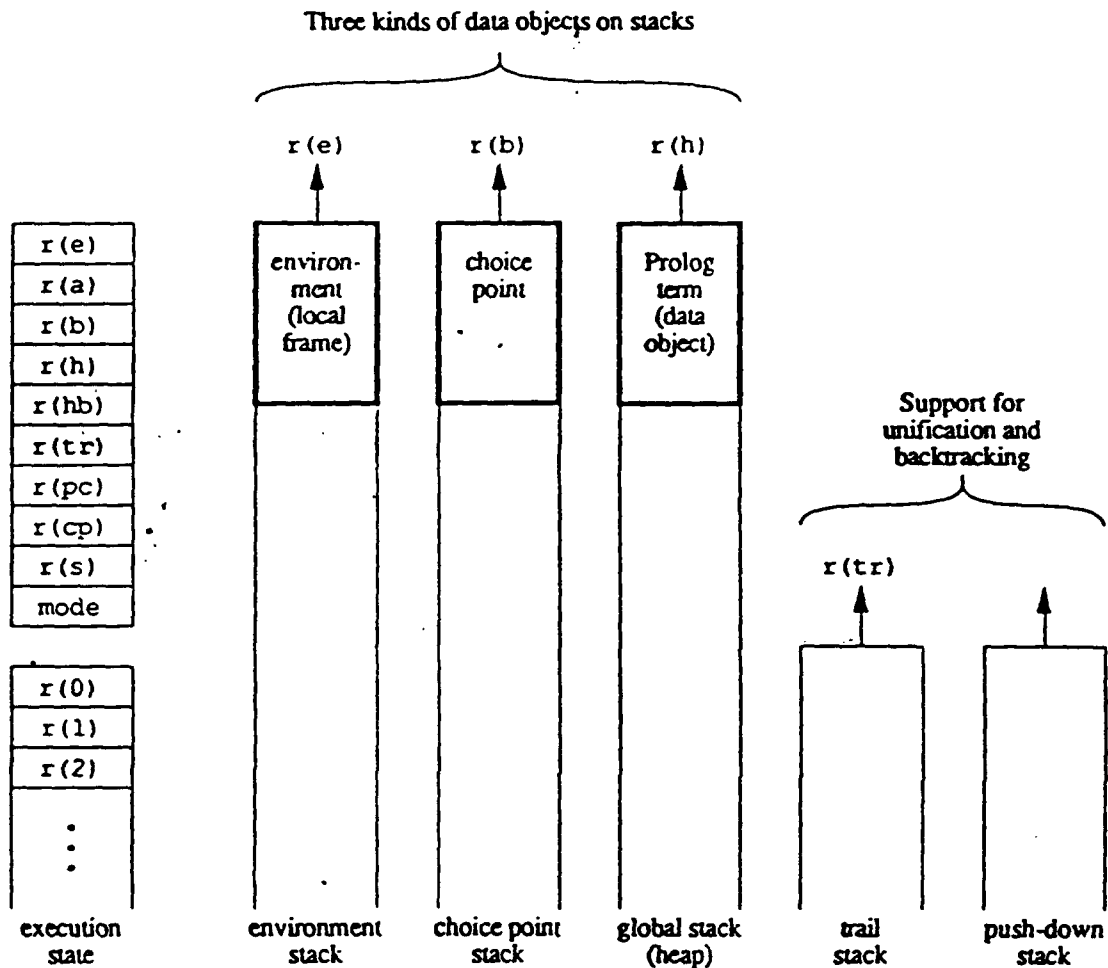 Three kinds of data objects on stacks
r(e)
r(b)
r(h)
r(e)
r(a)
r(b)
r(h)
r(hb)
r(tr)
r(pc)
r(cp)
r(s)
mode
environ-
ment
(local
frame)
choice
point
Prolog
term
(data
object)
Support for
unification and
backtracking
r(tr)
r(0)
r(1)
r(2)
execution
state
environment
stack
choice point
stack
global stack
(heap)
trail
stack
push-down
stack